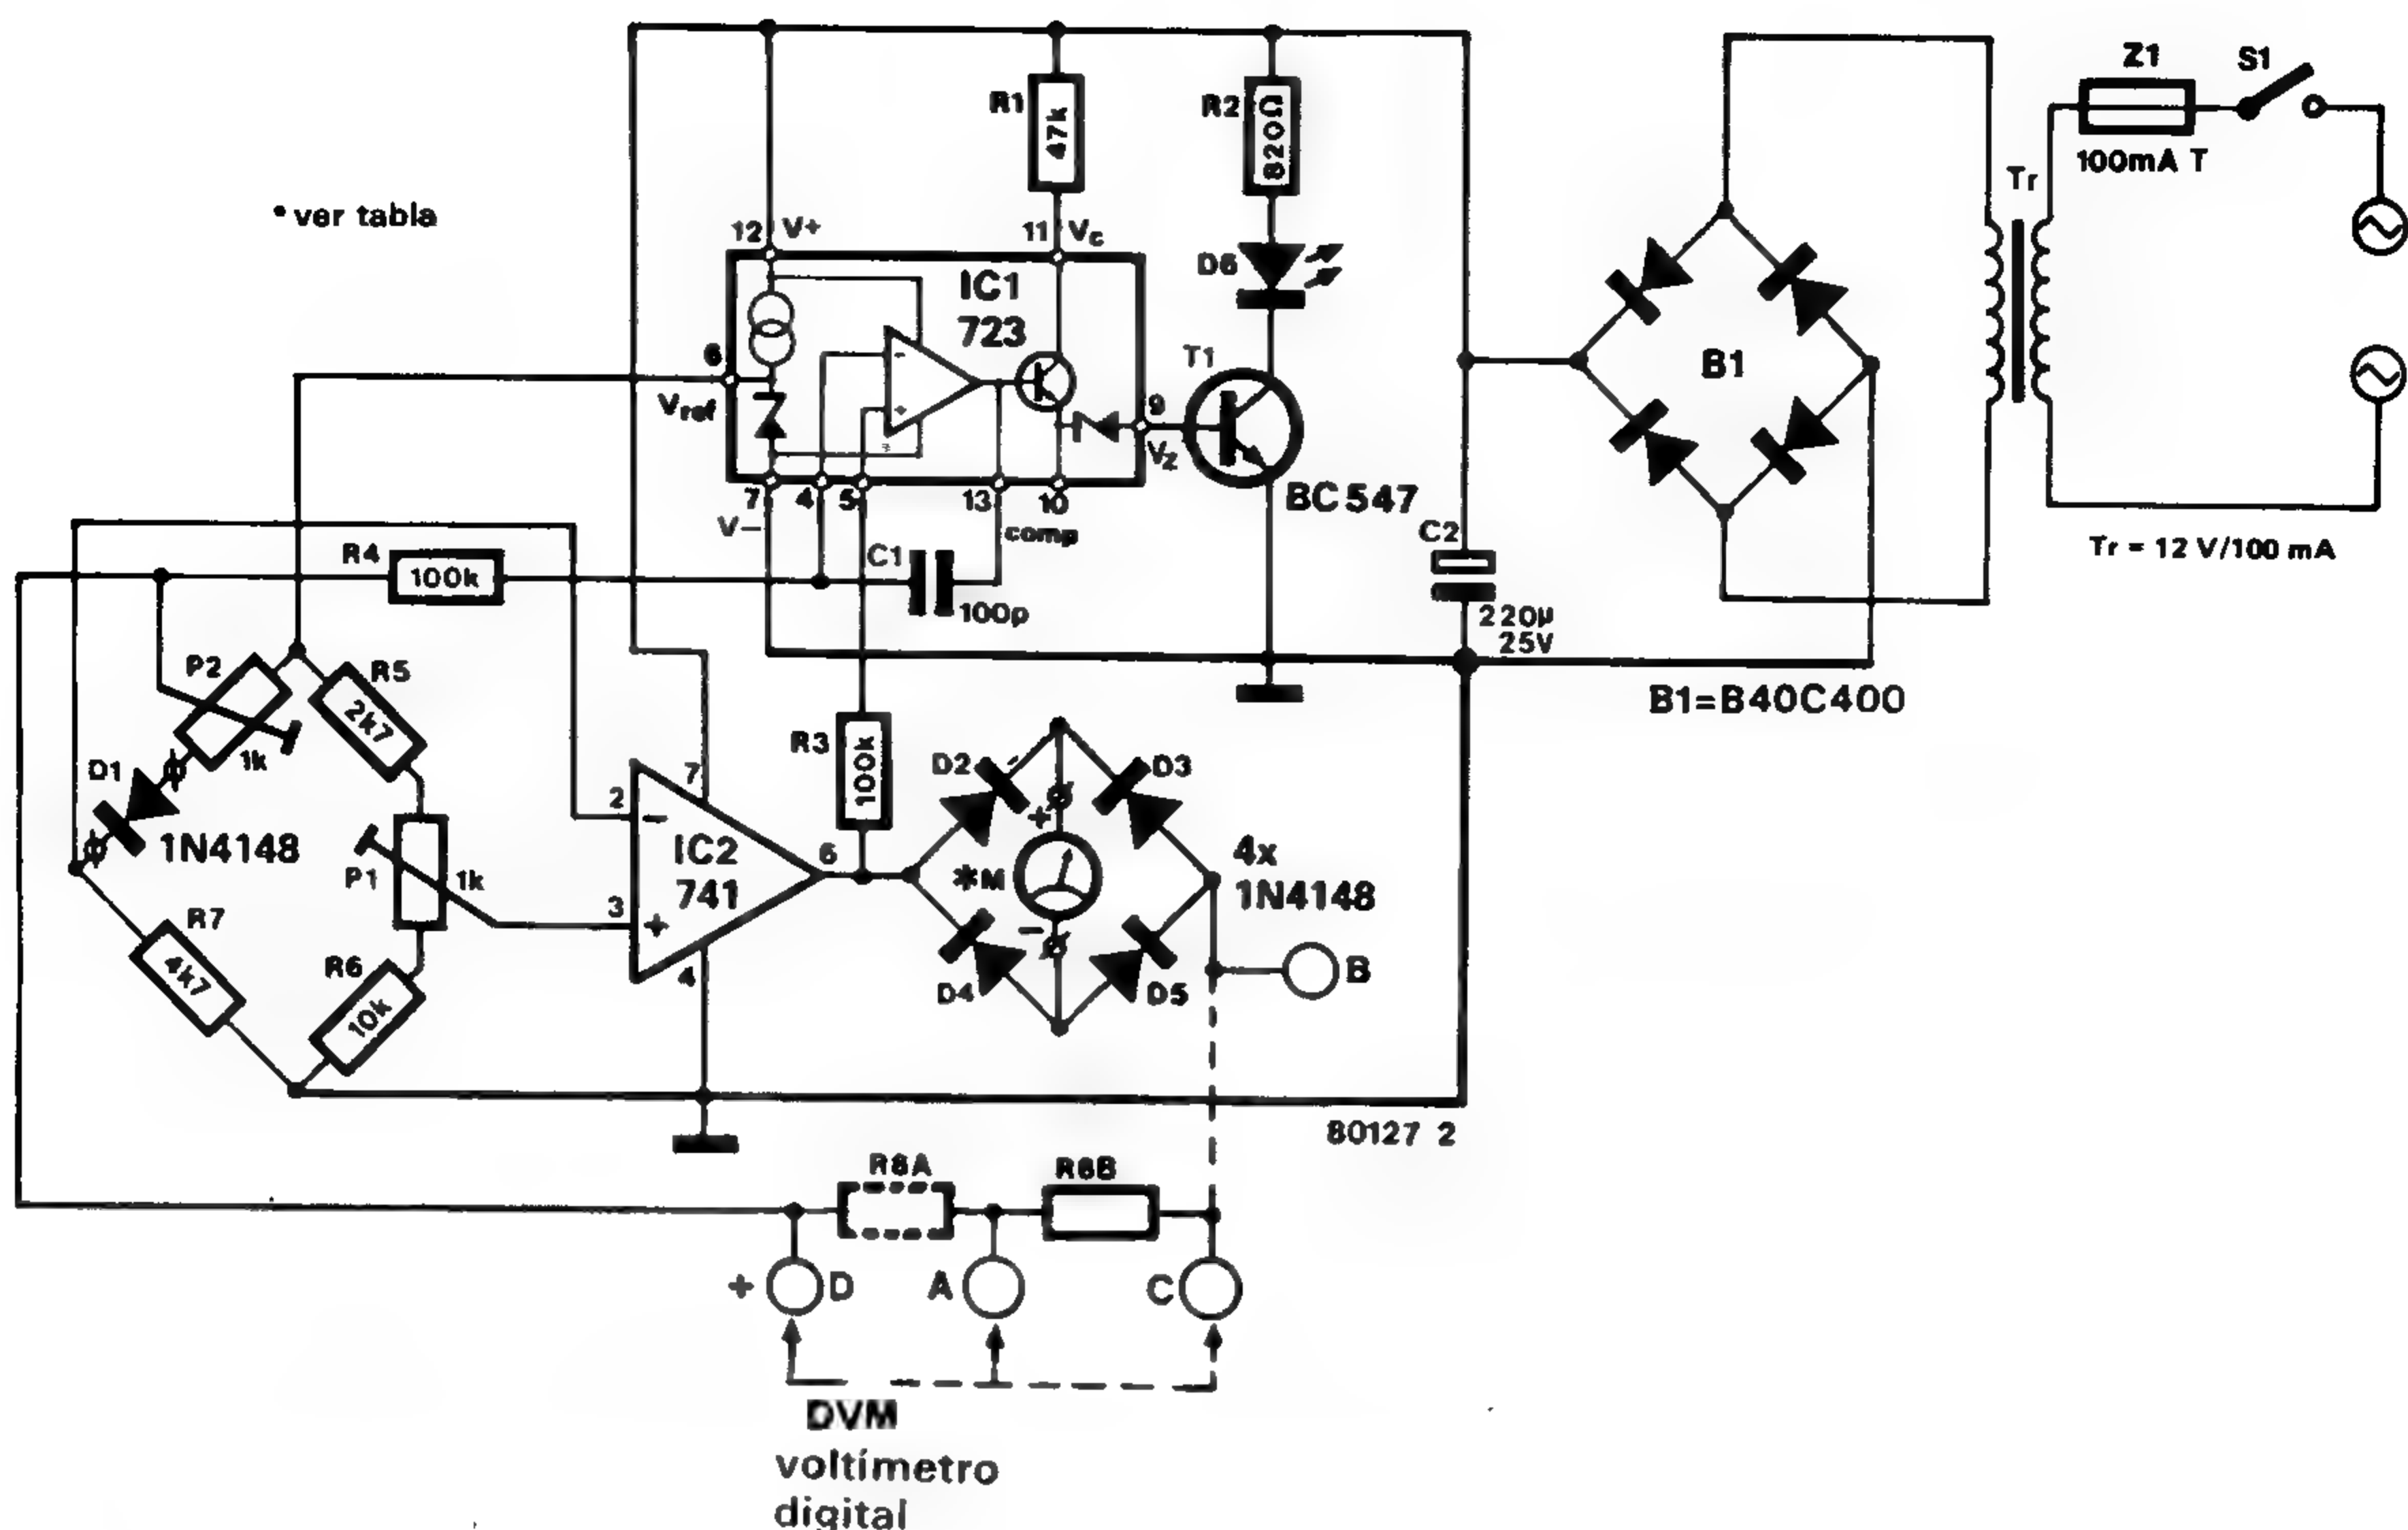 Z1
S1
100mA T
Tr
Tr = 12 V/100 mA
R1
47k
R2
820Ω
* ver tabla
12
V+
11
Vc
IC1
723
D6
6
Vref
T1
9
Vz
B1
7
4
5
13
10
V−
comp
BC547
C1
100p
C2
220µ
25V
R4
100k
B1=B40C400
P2
1k
R5
2k7
D1
1N4148
P1
1k
R7
4k7
R6
10k
R3
100k
7
2
−
3
+
IC2
741
6
4
D2
D3
+
*M
−
D4
D5
4x
1N4148
B
80127 2
R8A
R8B
+
D
A
C
DVM
voltímetro
digital